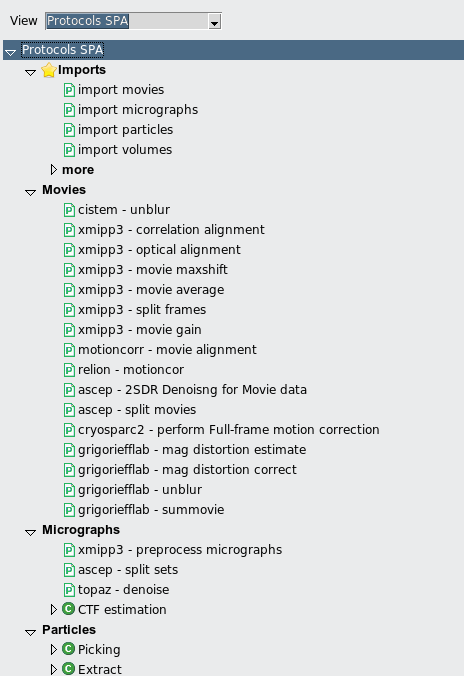 View Protocols SPA
Protocols SPA
Imports
import movies
import micrographs
import particles
import volumes
more
Movies
cistem - unblur
xmipp3 - correlation alignment
xmipp3 - optical alignment
xmipp3 - movie maxshift
xmipp3 - movie average
xmipp3 - split frames
xmipp3 - movie gain
motioncorr - movie alignment
relion - motioncor
ascep - 2SDR Denoisng for Movie data
ascep - split movies
cryosparc2 - perform Full-frame motion correction
grigoriefflab - mag distortion estimate
grigoriefflab - mag distortion correct
grigoriefflab - unblur
grigoriefflab - summovie
Micrographs
xmipp3 - preprocess micrographs
ascep - split sets
topaz - denoise
CTF estimation
Particles
Picking
Extract